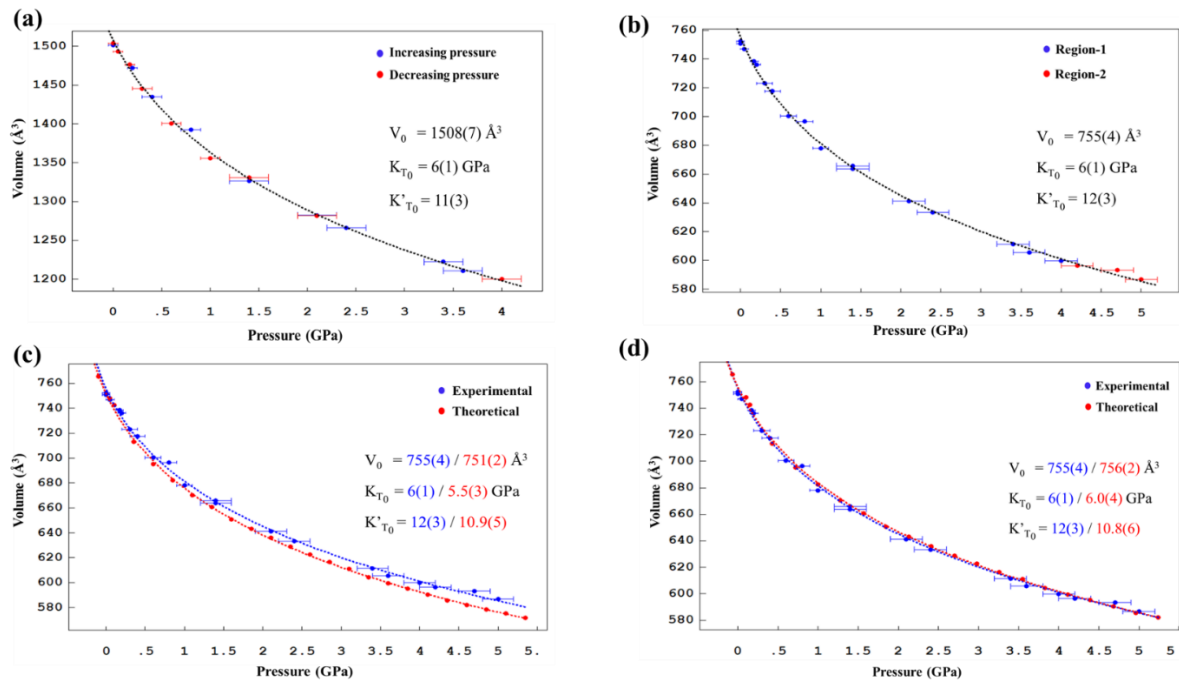 (a)
1500
1400
1350
1300
1250
1200
Volume (Å³)
Increasing pressure
Decreasing pressure
V₀ = 1508(7) Å³
K_T₀ = 6(1) GPa
K'_T₀ = 11(3)
0 .5 1 1.5 2 2.5 3 3.5 4
Pressure (GPa)
(b)
760
740
720
700
680
660
640
620
600
580
Volume (Å³)
Region-1
Region-2
V₀ = 755(4) Å³
K_T₀ = 6(1) GPa
K'_T₀ = 12(3)
0 .5 1 1.5 2 2.5 3 3.5 4 4.5 5
Pressure (GPa)
(c)
760
740
720
700
680
660
640
620
600
580
Volume (Å³)
Experimental
Theoretical
V₀ = 755(4) / 751(2) Å³
K_T₀ = 6(1) / 5.5(3) GPa
K'_T₀ = 12(3) / 10.9(5)
0 .5 1 1.5 2 2.5 3 3.5 4 4.5 5 5.
Pressure (GPa)
(d)
760
740
720
700
680
660
640
620
600
580
Volume (Å³)
Experimental
Theoretical
V₀ = 755(4) / 756(2) Å³
K_T₀ = 6(1) / 6.0(4) GPa
K'_T₀ = 12(3) / 10.8(6)
0 .5 1 1.5 2 2.5 3 3.5 4 4.5 5 5.
Pressure (GPa)